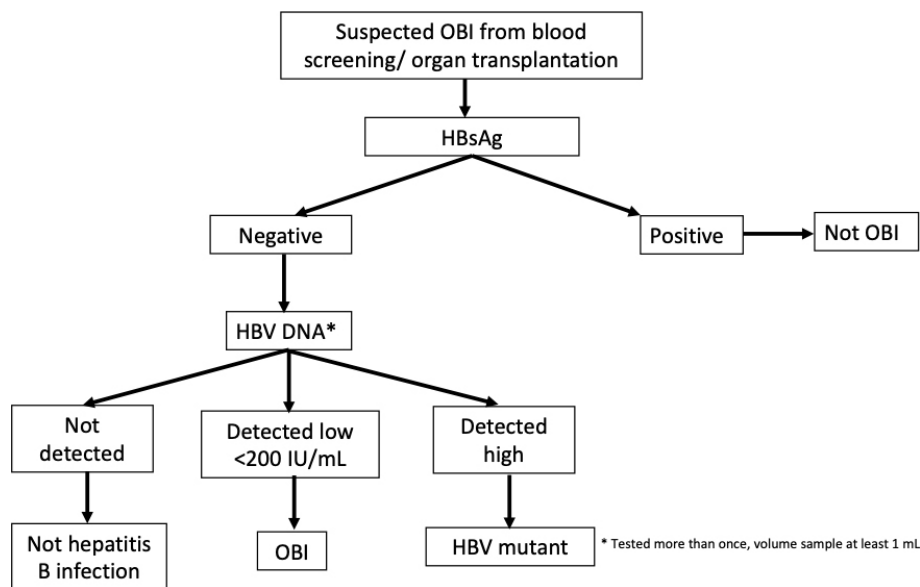 Suspected OBI from blood
screening/ organ transplantation
HBsAg
Negative
Positive
Not OBI
HBV DNA*
Not
detected
Detected low
<200 IU/mL
Detected
high
Not hepatitis
B infection
OBI
HBV mutant
* Tested more than once, volume sample at least 1 mL